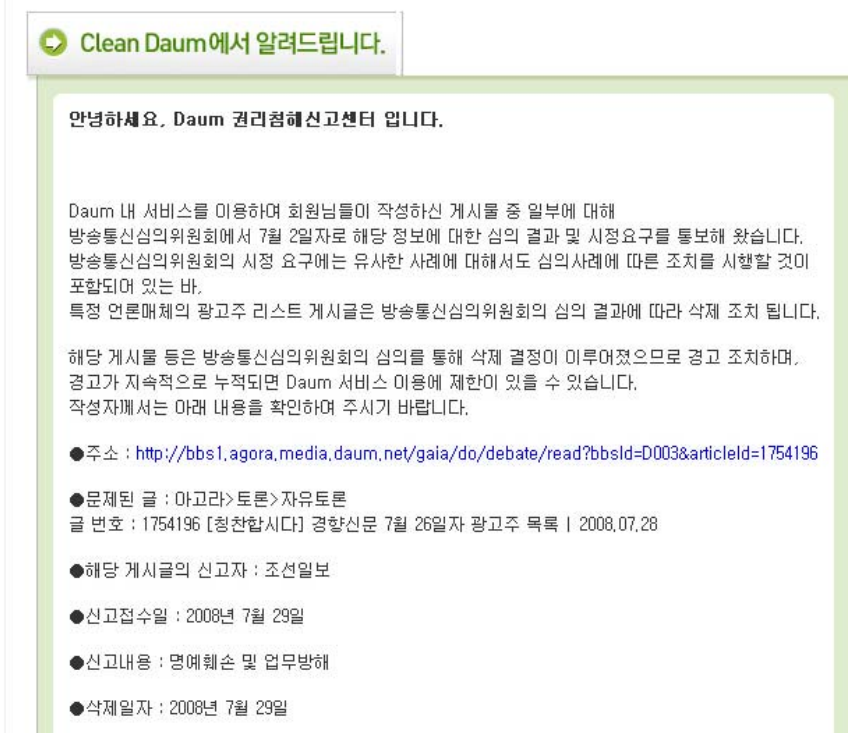 Clean Daum에서 알려드립니다.
안녕하세요, Daum 권리침해신고센터 입니다.
Daum 내 서비스를 이용하여 회원님들이 작성하신 게시물 중 일부에 대해
방송통신심의위원회에서 7월 2일자로 해당 정보에 대한 심의 결과 및 시정요구를 통보해 왔습니다.
방송통신심의위원회의 시정 요구에는 유사한 사례에 대해서도 심의사례에 따른 조치를 시행할 것이
포함되어 있는 바,
특정 언론매체의 광고주 리스트 게시글은 방송통신심의위원회의 심의 결과에 따라 삭제 조치 됩니다.
해당 게시물 등은 방송통신심의위원회의 심의를 통해 삭제 결정이 이루어졌으므로 경고 조치하며,
경고가 지속적으로 누적되면 Daum 서비스 이용에 제한이 있을 수 있습니다.
작성자께서는 아래 내용을 확인하여 주시기 바랍니다.
●주소 : http://bbs1.agora.media.daum.net/gaia/do/debate/read?bbsId=D003&articleId=1754196
●문제된 글 : 아고라>토론>자유토론
글 번호 : 1754196 [칭찬합시다] 경향신문 7월 26일자 광고주 목록 | 2008.07.28
●해당 게시글의 신고자 : 조선일보
●신고접수일 : 2008년 7월 29일
●신고내용 : 명예훼손 및 업무방해
●삭제일자 : 2008년 7월 29일